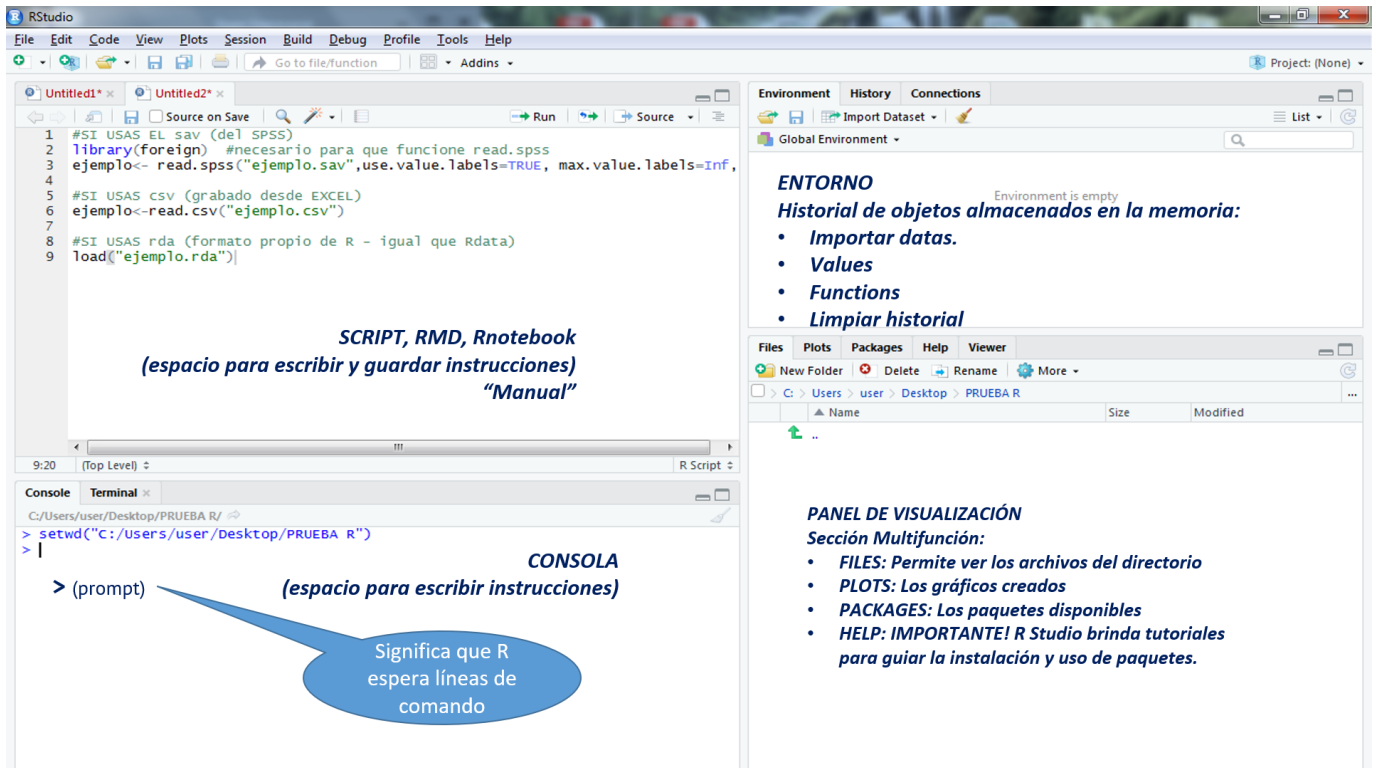 RStudio
File Edit Code View Plots Session Build Debug Profile Tools Help
Go to file/function Addins Project: (None)
Untitled1* Untitled2*
Source on Save Run Source
1 #SI USAS EL sav (del SPSS)
2 library(foreign) #necesario para que funcione read.spss
3 ejemplo<- read.spss("ejemplo.sav",use.value.labels=TRUE, max.value.labels=Inf,
4
5 #SI USAS csv (grabado desde EXCEL)
6 ejemplo<-read.csv("ejemplo.csv")
7
8 #SI USAS rda (formato propio de R - igual que Rdata)
9 load("ejemplo.rda")
SCRIPT, RMD, Rnotebook
(espacio para escribir y guardar instrucciones)
“Manual”
9:20 (Top Level) R Script
Console Terminal
C:/Users/user/Desktop/PRUEBA R/
> setwd("C:/Users/user/Desktop/PRUEBA R")
>
CONSOLA
(espacio para escribir instrucciones)
> (prompt)
Significa que R
espera líneas de
comando
Environment History Connections
Import Dataset List
Global Environment
Environment is empty
ENTORNO
Historial de objetos almacenados en la memoria:
• Importar datas.
• Values
• Functions
• Limpiar historial
Files Plots Packages Help Viewer
New Folder Delete Rename More
C: > Users > user > Desktop > PRUEBA R ...
Name Size Modified
..
PANEL DE VISUALIZACIÓN
Sección Multifunción:
• FILES: Permite ver los archivos del directorio
• PLOTS: Los gráficos creados
• PACKAGES: Los paquetes disponibles
• HELP: IMPORTANTE! R Studio brinda tutoriales
para guiar la instalación y uso de paquetes.